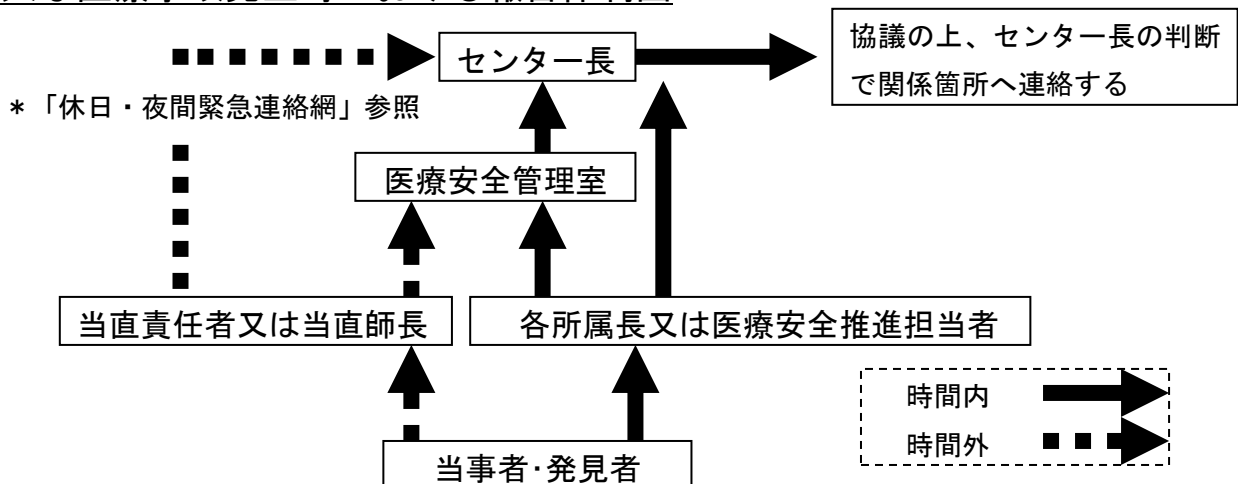 センター長
協議の上、センター長の判断
で関係箇所へ連絡する
*「休日・夜間緊急連絡網」参照
医療安全管理室
当直責任者又は当直師長
各所属長又は医療安全推進担当者
時間内
時間外
当事者・発見者